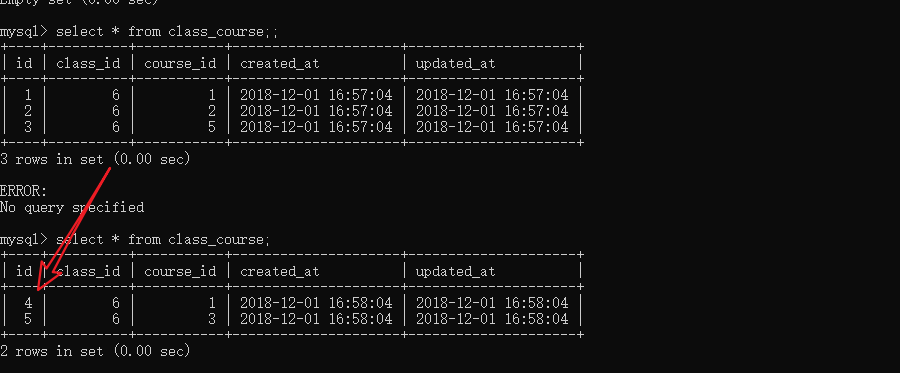 Empty set (0.00 sec)
mysql> select * from class_course;;
+----+----------+-----------+---------------------+---------------------+
| id | class_id | course_id | created_at          | updated_at          |
+----+----------+-----------+---------------------+---------------------+
|  1 |        6 |         1 | 2018-12-01 16:57:04 | 2018-12-01 16:57:04 |
|  2 |        6 |         2 | 2018-12-01 16:57:04 | 2018-12-01 16:57:04 |
|  3 |        6 |         5 | 2018-12-01 16:57:04 | 2018-12-01 16:57:04 |
+----+----------+-----------+---------------------+---------------------+
3 rows in set (0.00 sec)
ERROR:
No query specified
mysql> select * from class_course;
+----+----------+-----------+---------------------+---------------------+
| id | class_id | course_id | created_at          | updated_at          |
+----+----------+-----------+---------------------+---------------------+
|  4 |        6 |         1 | 2018-12-01 16:58:04 | 2018-12-01 16:58:04 |
|  5 |        6 |         3 | 2018-12-01 16:58:04 | 2018-12-01 16:58:04 |
+----+----------+-----------+---------------------+---------------------+
2 rows in set (0.00 sec)